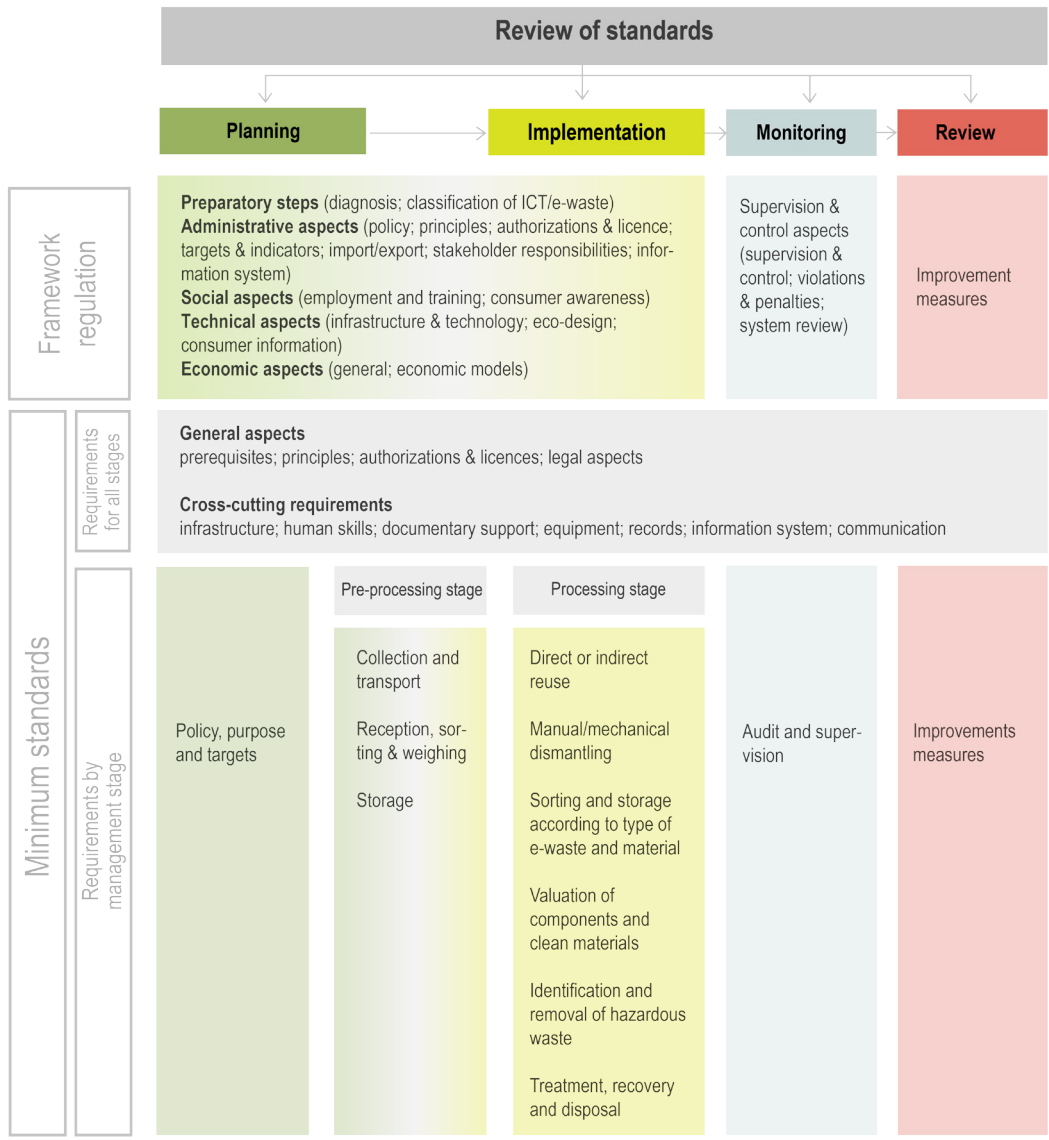 Review of standards
Planning
Implementation
Monitoring
Review
Framework
regulation
Preparatory steps (diagnosis; classification of ICT/e-waste)
Administrative aspects (policy; principles; authorizations & licence;
targets & indicators; import/export; stakeholder responsibilities; infor-
mation system)
Social aspects (employment and training; consumer awareness)
Technical aspects (infrastructure & technology; eco-design;
consumer information)
Economic aspects (general; economic models)
Supervision &
control aspects
(supervision &
control; violations
& penalties;
system review)
Improvement
measures
Minimum standards
Requirements
for all stages
General aspects
prerequisites; principles; authorizations & licences; legal aspects
Cross-cutting requirements
infrastructure; human skills; documentary support; equipment; records; information system; communication
Requirements by
management stage
Policy, purpose
and targets
Pre-processing stage
Collection and
transport
Reception, sor-
ting & weighing
Storage
Processing stage
Direct or indirect
reuse
Manual/mechanical
dismantling
Sorting and storage
according to type of
e-waste and material
Valuation of
components and
clean materials
Identification and
removal of hazardous
waste
Treatment, recovery
and disposal
Audit and super-
vision
Improvements
measures